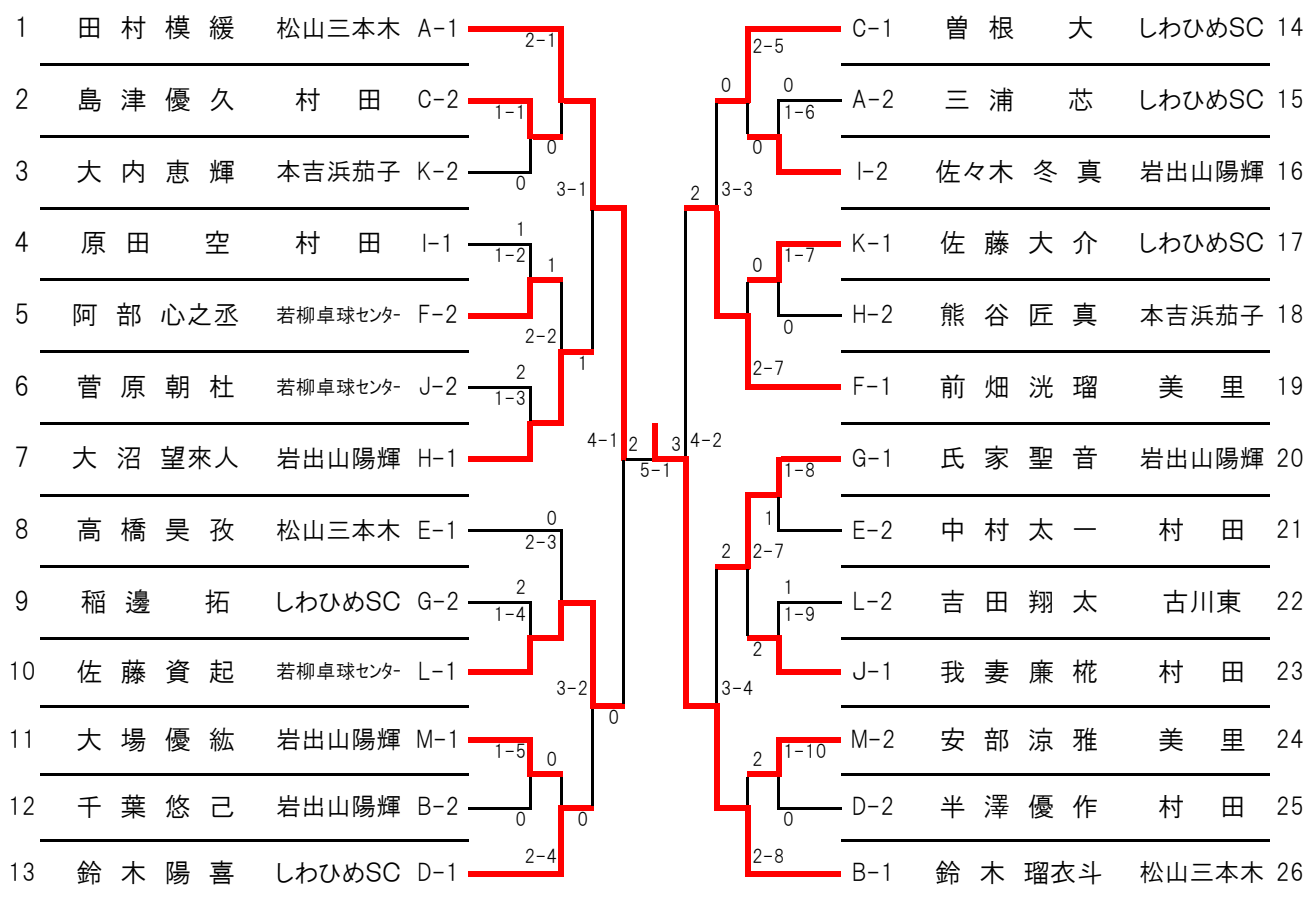 1 田 村 模 緩 松山三本木 A-1
2-1
2 島 津 優 久 村 田 C-2
1-1
0
3 大 内 恵 輝 本吉浜茄子 K-2
0
3-1
4 原 田 空 村 田 I-1
1
1-2
1
5 阿 部 心之丞 若柳卓球センター F-2
2-2
1
6 菅 原 朝 杜 若柳卓球センター J-2
2
1-3
7 大 沼 望來人 岩出山陽輝 H-1
4-1
2
5-1
8 高 橋 昊 孜 松山三本木 E-1
0
2-3
9 稲 邊 拓 しわひめSC G-2
2
1-4
10 佐 藤 資 起 若柳卓球センター L-1
3-2
0
11 大 場 優 紘 岩出山陽輝 M-1
1-5
0
12 千 葉 悠 己 岩出山陽輝 B-2
0
0
13 鈴 木 陽 喜 しわひめSC D-1
2-4
C-1 曽 根 大 しわひめSC 14
2-5
0
A-2 三 浦 芯 しわひめSC 15
0
1-6
0
I-2 佐々木 冬 真 岩出山陽輝 16
2
3-3
K-1 佐 藤 大 介 しわひめSC 17
1-7
0
H-2 熊 谷 匠 真 本吉浜茄子 18
0
2-7
F-1 前 畑 洸 瑠 美 里 19
3
4-2
G-1 氏 家 聖 音 岩出山陽輝 20
1-8
1
E-2 中 村 太 一 村 田 21
2
2-7
L-2 吉 田 翔 太 古川東 22
1
1-9
2
J-1 我 妻 廉 椛 村 田 23
3-4
M-2 安 部 涼 雅 美 里 24
1-10
2
D-2 半 澤 優 作 村 田 25
0
2-8
B-1 鈴 木 瑠衣斗 松山三本木 26